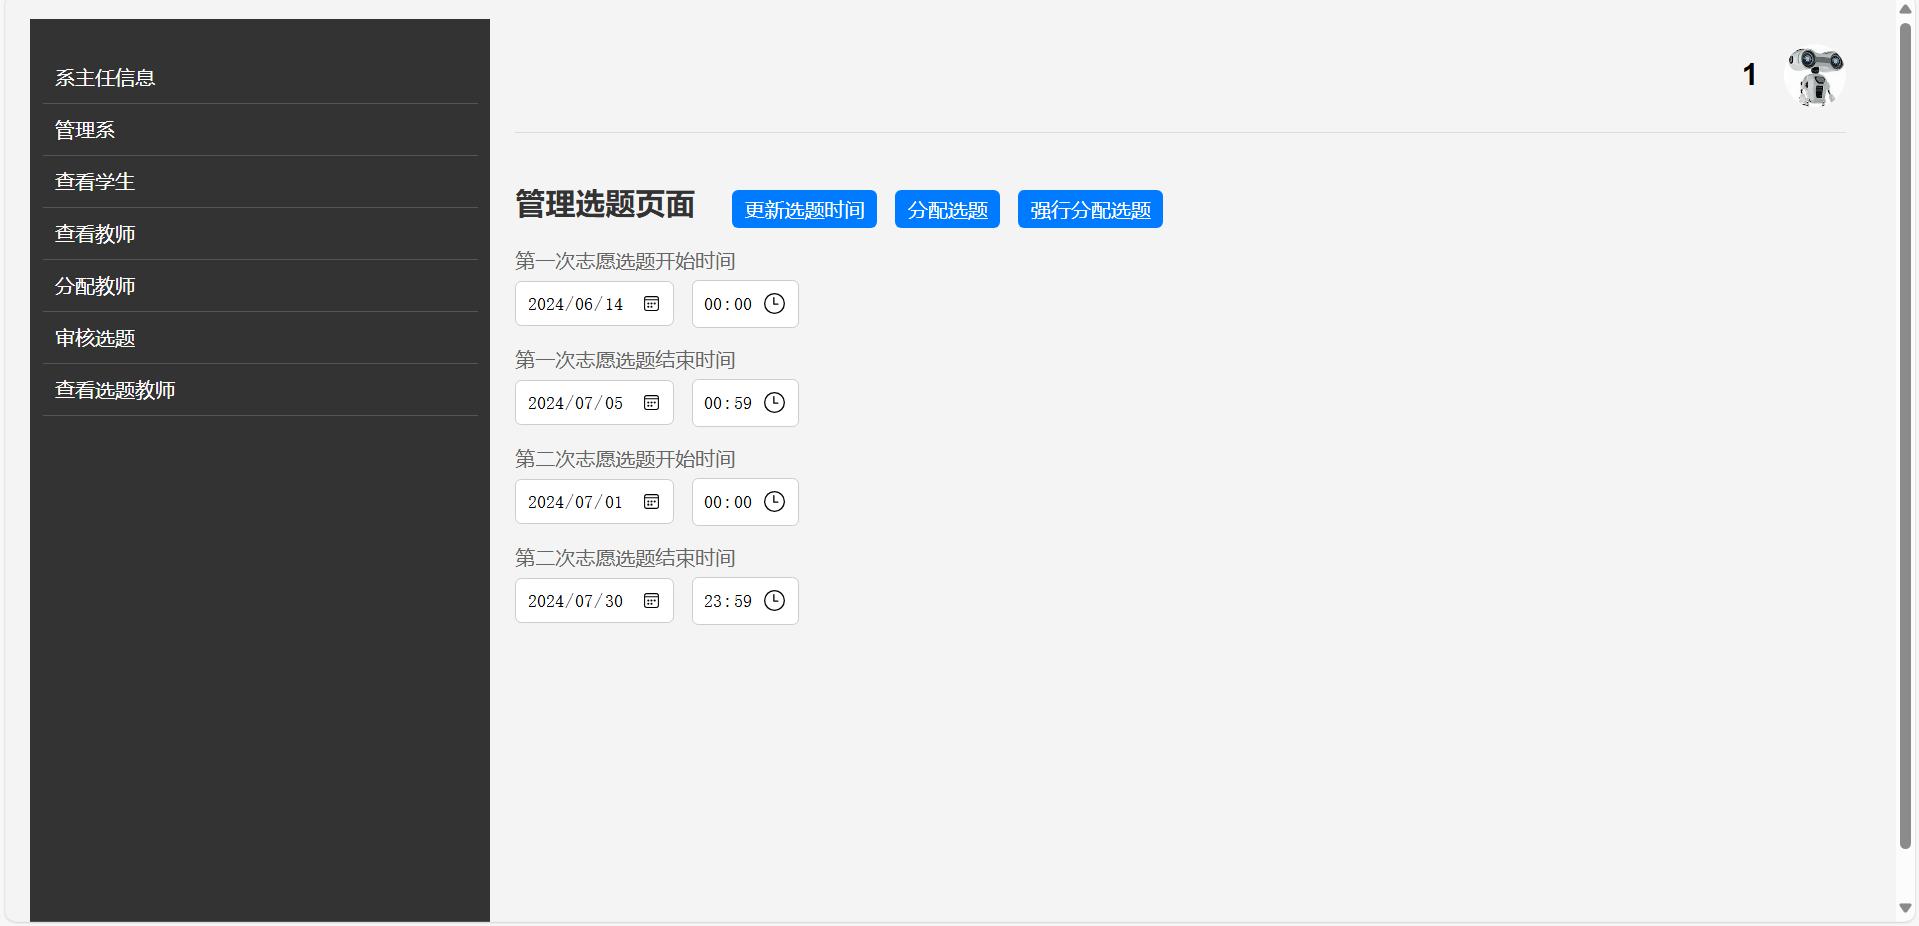 系主任信息
管理系
查看学生
查看教师
分配教师
审核选题
查看选题教师
1
管理选题页面 更新选题时间 分配选题 强行分配选题
第一次志愿选题开始时间
2024/06/14 00:00
第一次志愿选题结束时间
2024/07/05 00:59
第二次志愿选题开始时间
2024/07/01 00:00
第二次志愿选题结束时间
2024/07/30 23:59